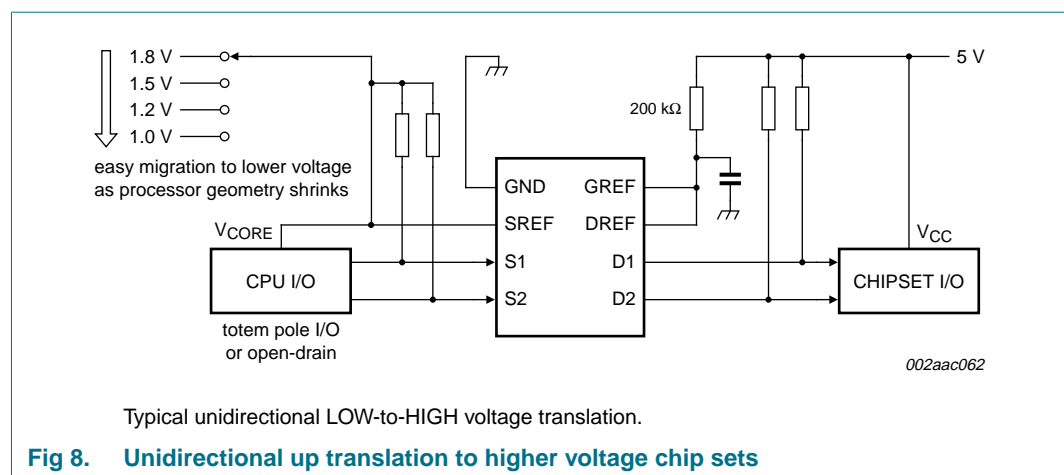 1.8 V
1.5 V
1.2 V
1.0 V
easy migration to lower voltage
as processor geometry shrinks
5 V
200 kΩ
GND
GREF
SREF
DREF
VCORE
VCC
CPU I/O
S1
D1
CHIPSET I/O
S2
D2
totem pole I/O
or open-drain
002aac062
Typical unidirectional LOW-to-HIGH voltage translation.
Fig 8. Unidirectional up translation to higher voltage chip sets